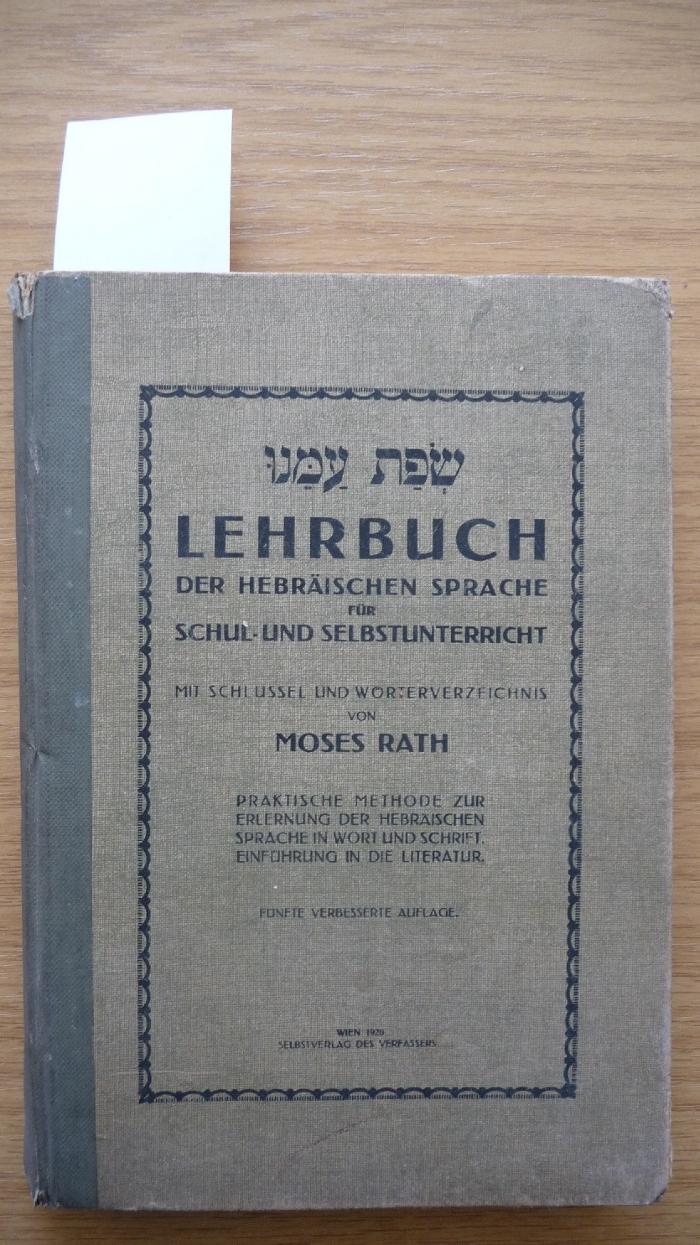 שְׂפַת עַמֵּנוּ
LEHRBUCH
DER HEBRÄISCHEN SPRACHE
FÜR
SCHUL- UND SELBSTUNTERRICHT
MIT SCHLÜSSEL UND WÖRTERVERZEICHNIS
VON
MOSES RATH
PRAKTISCHE METHODE ZUR
ERLERNUNG DER HEBRÄISCHEN
SPRACHE IN WORT UND SCHRIFT.
EINFÜHRUNG IN DIE LITERATUR.
FÜNFTE VERBESSERTE AUFLAGE.
WIEN 1920
SELBSTVERLAG DES VERFASSERS